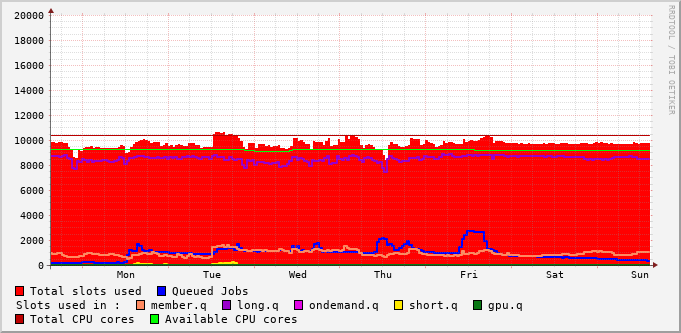 20000
18000
16000
14000
12000
10000
8000
6000
4000
2000
0
Mon Tue Wed Thu Fri Sat Sun
RRDTOOL / TOBI OETIKER
Total slots used Queued Jobs
Slots used in : member.q long.q ondemand.q short.q gpu.q
Total CPU cores Available CPU cores